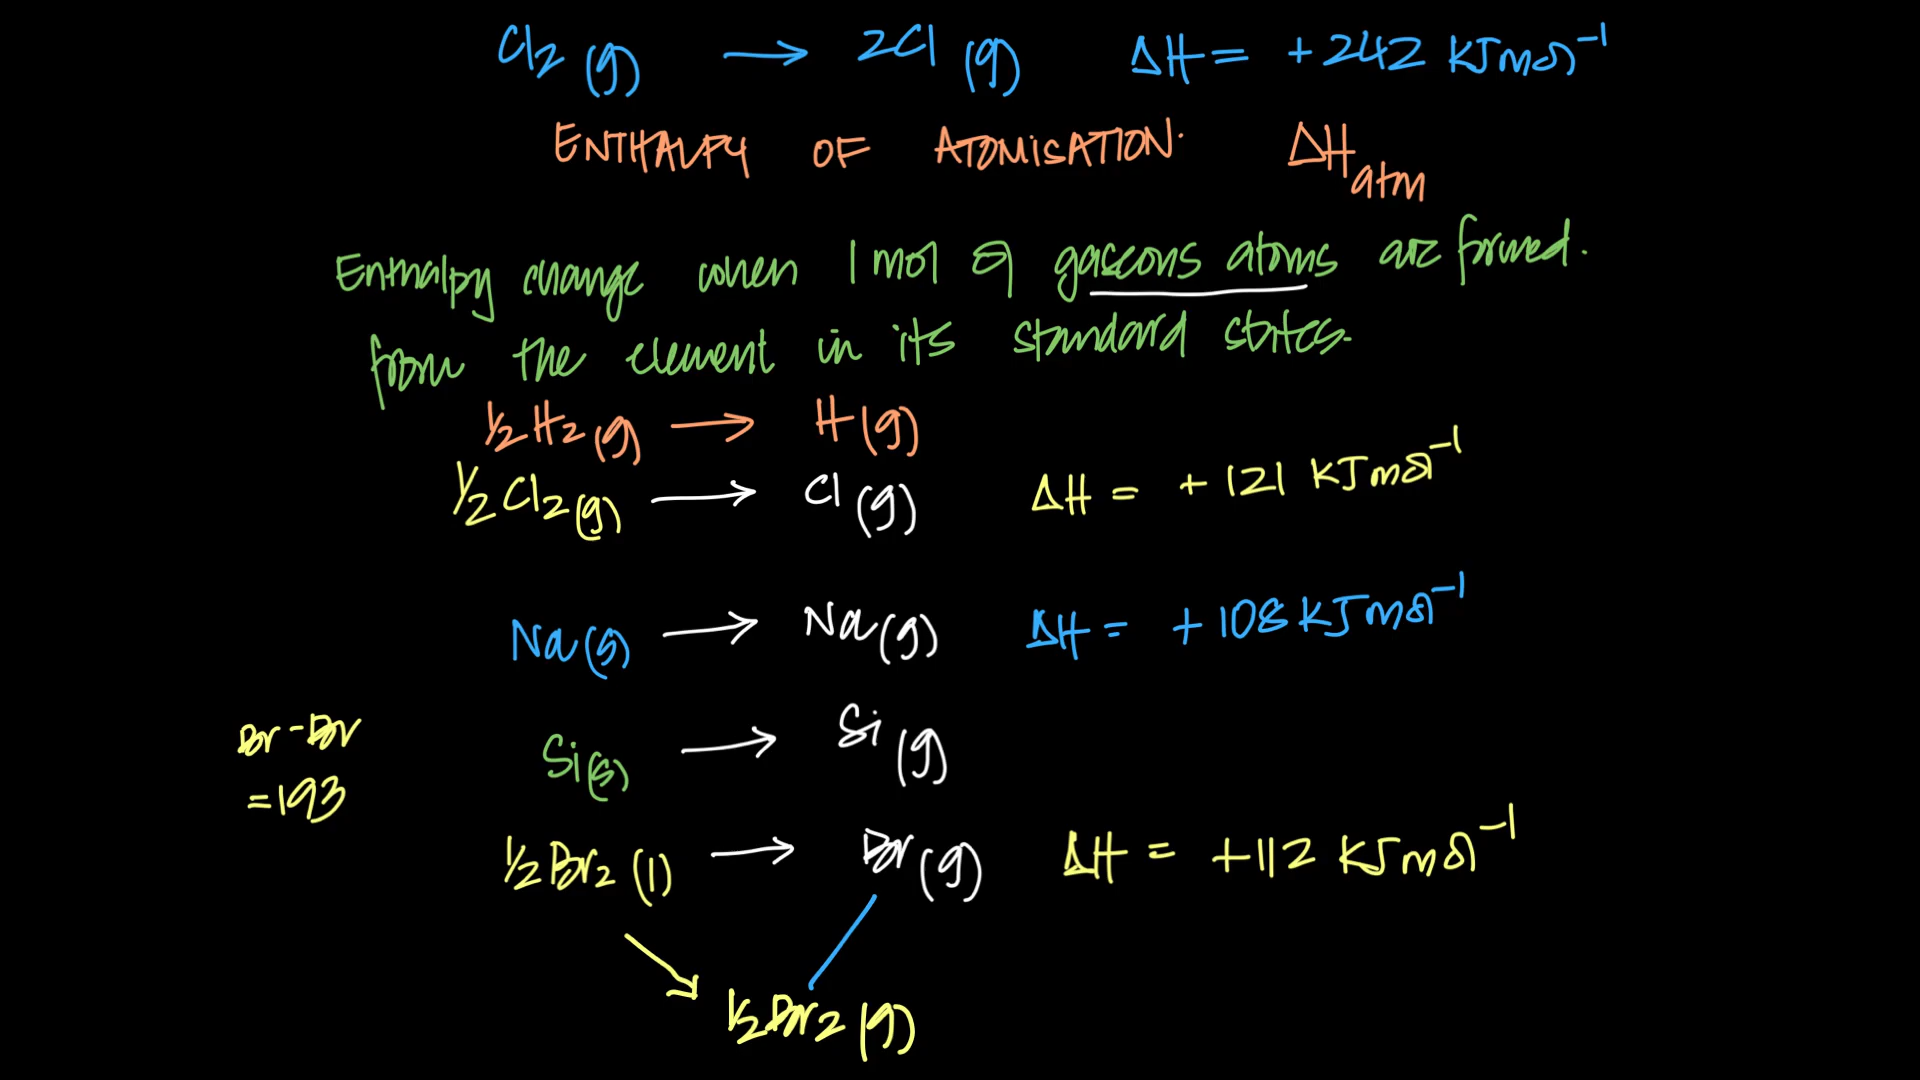 Cl₂ (g) → 2Cl (g) ΔH = +242 kJmol⁻¹
ENTHALPY OF ATOMISATION. ΔH atm
Enthalpy change when 1 mol of gaseous atoms are formed.
from the element in its standard states.
½H₂ (g) → H(g)
½Cl₂(g) → Cl(g) ΔH = +121 kJmol⁻¹
Na(s) → Na(g) ΔH = +108 kJmol⁻¹
Si(s) → Si(g)
Br-Br
=193
½Br₂ (l) → Br(g) ΔH = +112 kJmol⁻¹
½Br₂ (g)